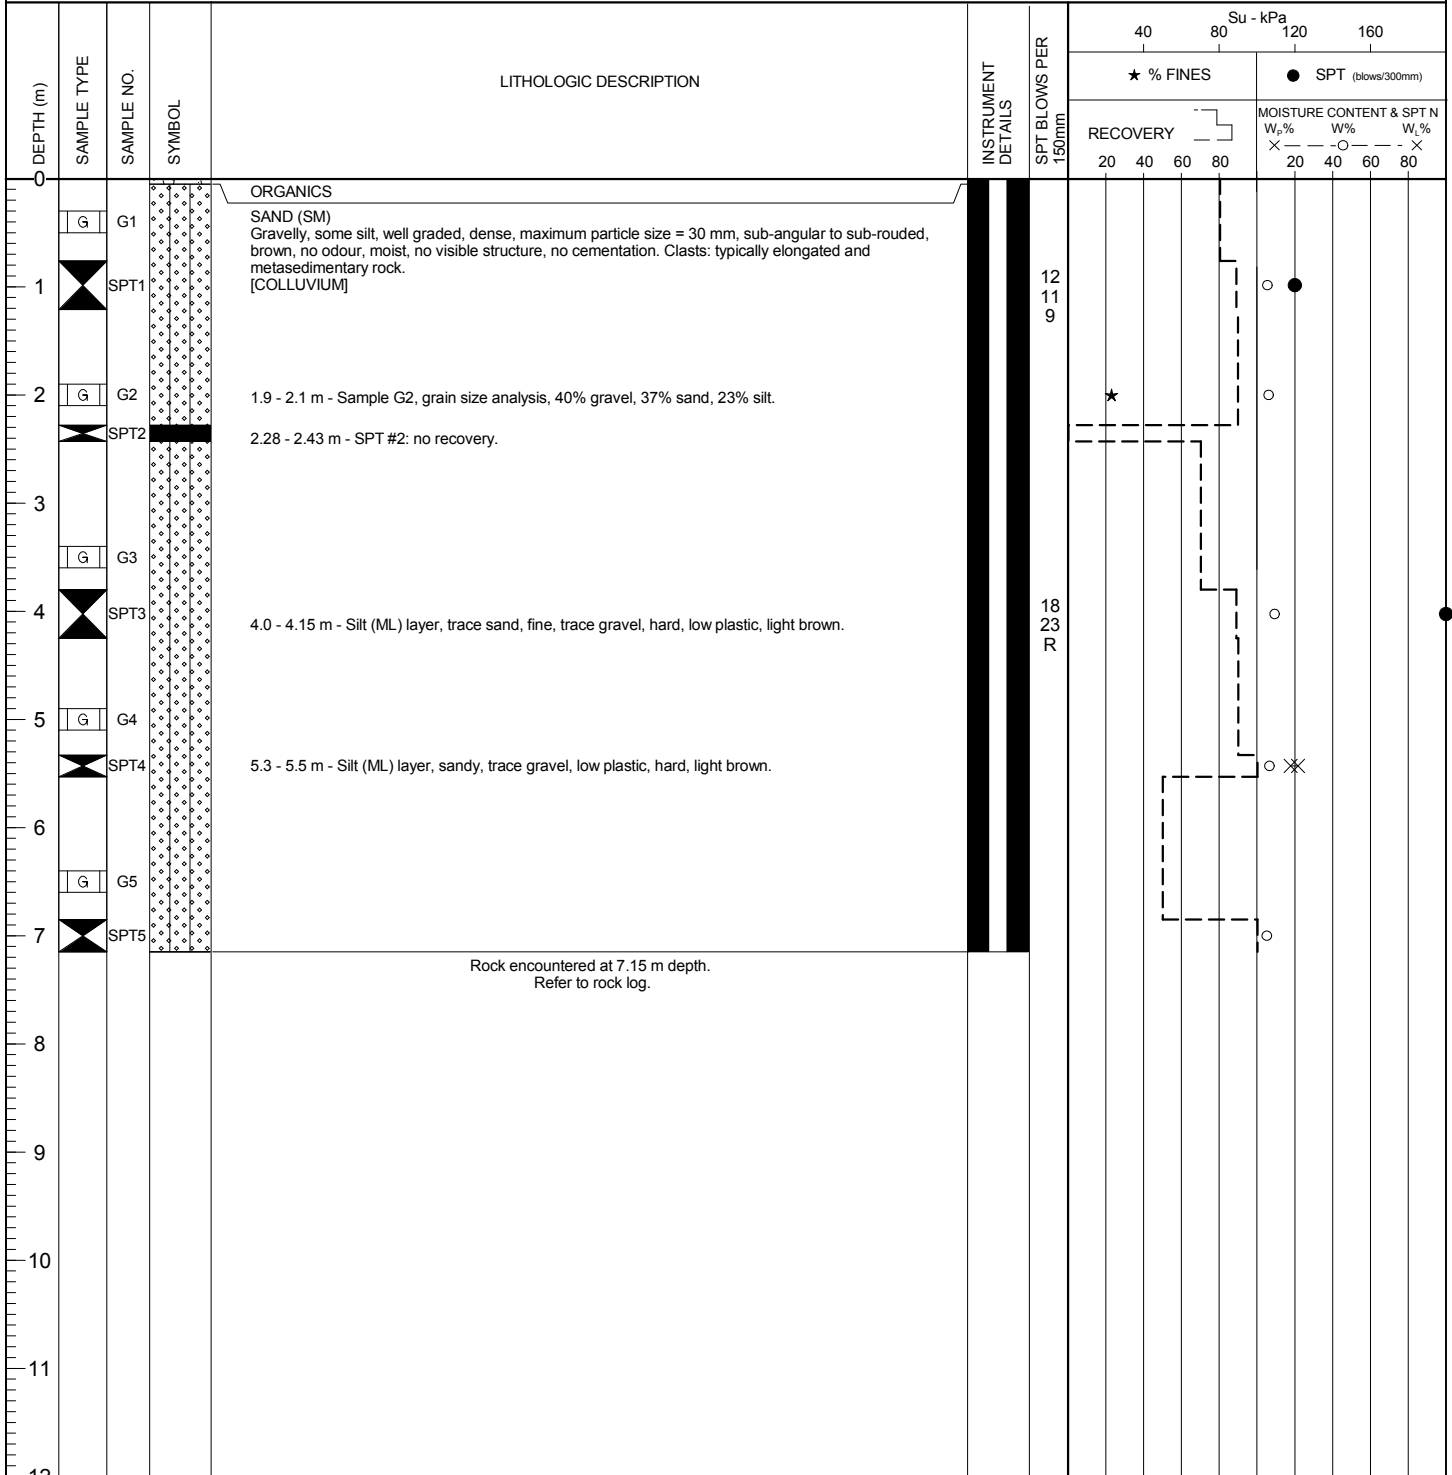 Su - kPa
40 80 120 160
DEPTH (m)
SAMPLE TYPE
SAMPLE NO.
SYMBOL
LITHOLOGIC DESCRIPTION
INSTRUMENT
DETAILS
SPT BLOWS PER
150mm
★ % FINES
● SPT (blows/300mm)
RECOVERY
MOISTURE CONTENT & SPT N
WP% W% WL%
20 40 60 80 20 40 60 80
0
ORGANICS
G G1
SAND (SM)
Gravelly, some silt, well graded, dense, maximum particle size = 30 mm, sub-angular to sub-rouded,
brown, no odour, moist, no visible structure, no cementation. Clasts: typically elongated and
metasedimentary rock.
[COLLUVIUM]
1 SPT1
12
11
9
2 G G2 1.9 - 2.1 m - Sample G2, grain size analysis, 40% gravel, 37% sand, 23% silt.
SPT2 2.28 - 2.43 m - SPT #2: no recovery.
3
G G3
4 SPT3
4.0 - 4.15 m - Silt (ML) layer, trace sand, fine, trace gravel, hard, low plastic, light brown.
18
23
R
5 G G4
SPT4 5.3 - 5.5 m - Silt (ML) layer, sandy, trace gravel, low plastic, hard, light brown.
6
G G5
7 SPT5
Rock encountered at 7.15 m depth.
Refer to rock log.
8
9
10
11